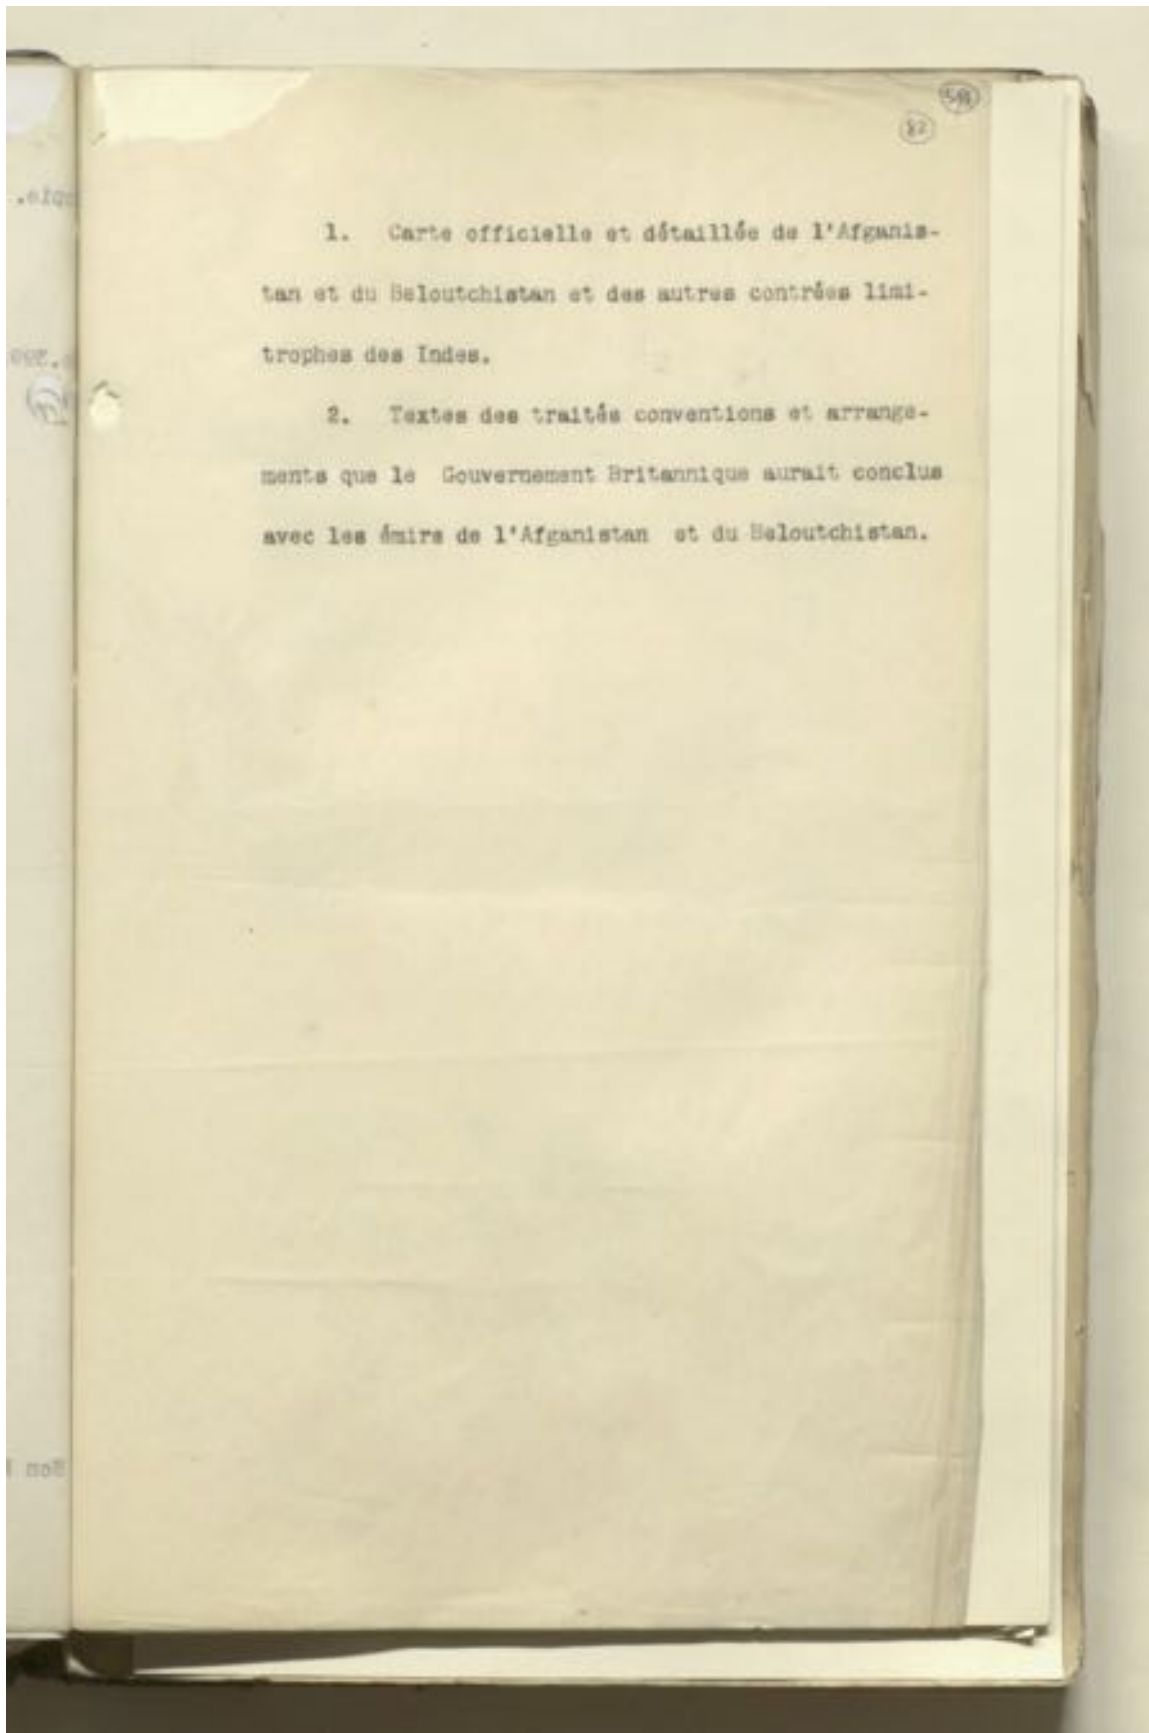 82
1. Carte officielle et détaillée de l'Afganis-
tan et du Beloutchistan et des autres contrées limi-
trophes des Indes.
2. Textes des traités conventions et arrange-
ments que le Gouvernement Britannique aurait conclus
avec les émirs de l'Afganistan et du Beloutchistan.